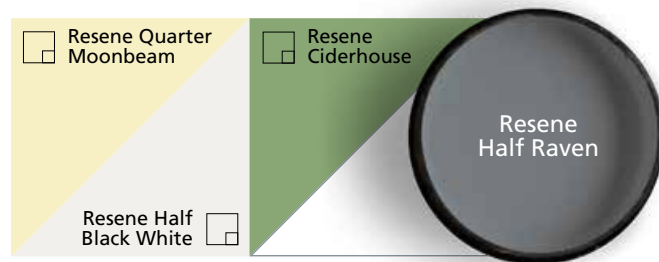 Resene Quarter
Moonbeam
Resene
Ciderhouse
Resene
Half Raven
Resene Half
Black White